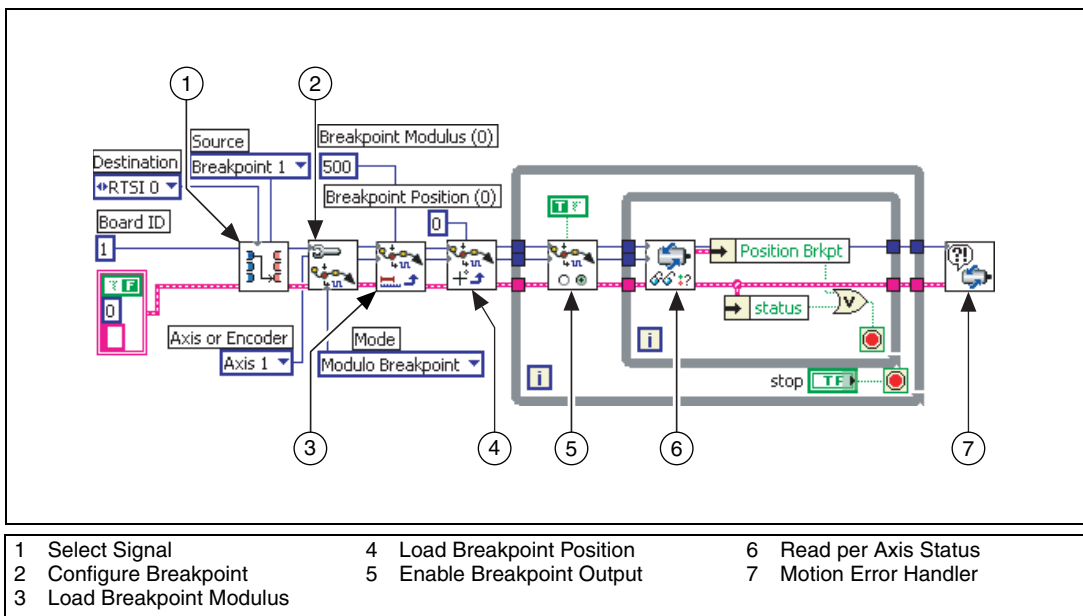 1
2
Source
Breakpoint 1
Breakpoint Modulus (0)
500
Destination
RTSI 0
Breakpoint Position (0)
0
T
Board ID
1
Position Brkpt
?!
F
0
status
V
Axis or Encoder
Axis 1
Mode
Modulo Breakpoint
i
i
stop
TF
3
4
5
6
7
1 Select Signal
2 Configure Breakpoint
3 Load Breakpoint Modulus
4 Load Breakpoint Position
5 Enable Breakpoint Output
6 Read per Axis Status
7 Motion Error Handler